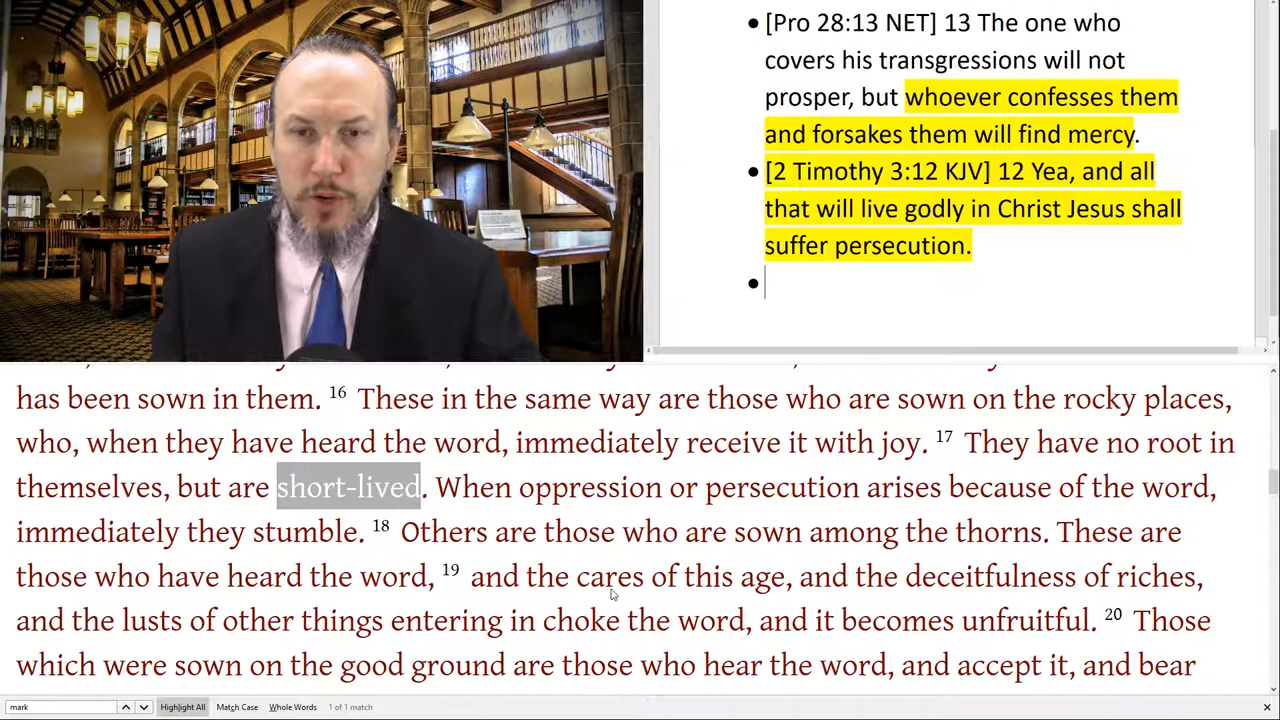 • [Pro 28:13 NET] 13 The one who
covers his transgressions will not
prosper, but whoever confesses them
and forsakes them will find mercy.
• [2 Timothy 3:12 KJV] 12 Yea, and all
that will live godly in Christ Jesus shall
suffer persecution.
•
has been sown in them. 16 These in the same way are those who are sown on the rocky places,
who, when they have heard the word, immediately receive it with joy. 17 They have no root in
themselves, but are short-lived. When oppression or persecution arises because of the word,
immediately they stumble. 18 Others are those who are sown among the thorns. These are
those who have heard the word, 19 and the cares of this age, and the deceitfulness of riches,
and the lusts of other things entering in choke the word, and it becomes unfruitful. 20 Those
which were sown on the good ground are those who hear the word, and accept it, and bear
mark Highlight All Match Case Whole Words 1 of 1 match